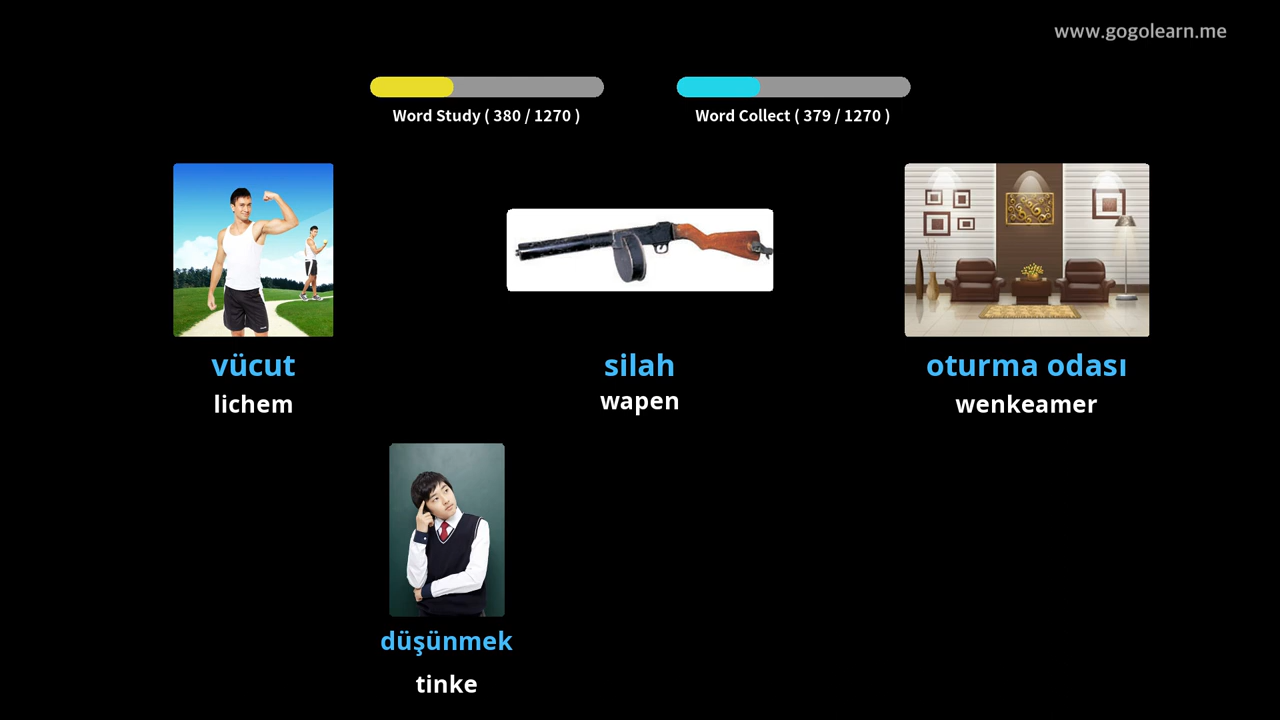 www.gogolearn.me
Word Study ( 380 / 1270 )
Word Collect ( 379 / 1270 )
vücut
lichem
silah
wapen
oturma odası
wenkeamer
düşünmek
tinke